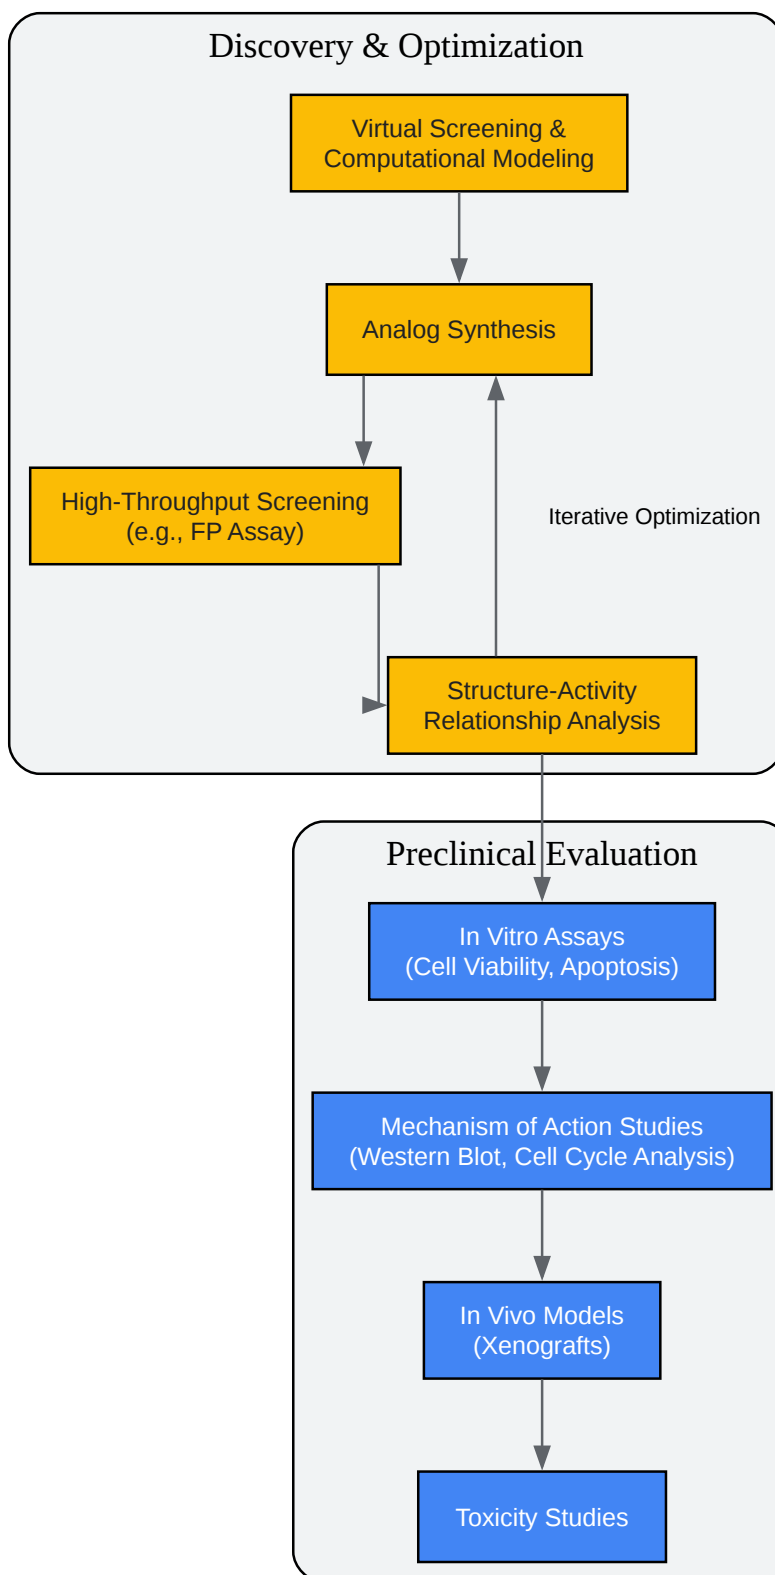 Discovery & Optimization
Virtual Screening &
Computational Modeling
Analog Synthesis
High-Throughput Screening
(e.g., FP Assay)
Iterative Optimization
Structure-Activity
Relationship Analysis
Preclinical Evaluation
In Vitro Assays
(Cell Viability, Apoptosis)
Mechanism of Action Studies
(Western Blot, Cell Cycle Analysis)
In Vivo Models
(Xenografts)
Toxicity Studies